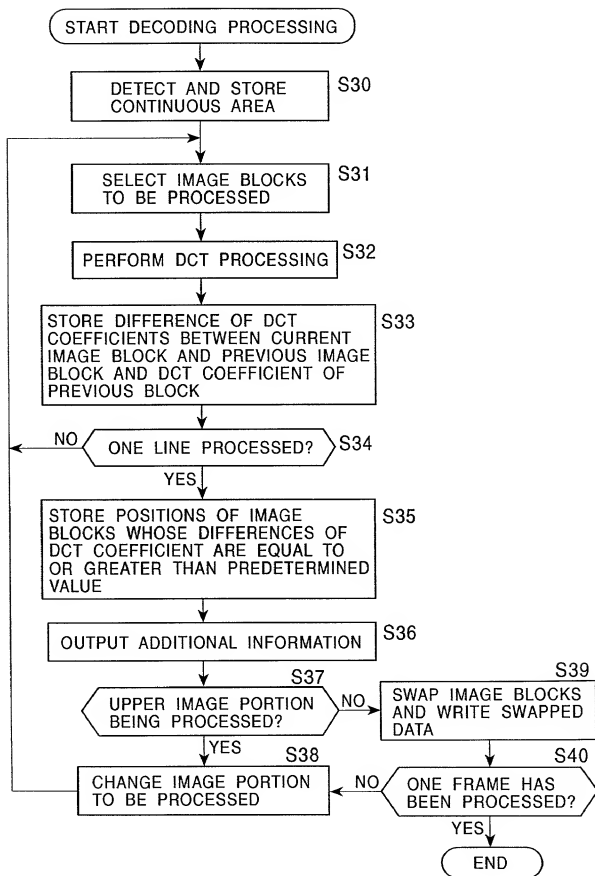 START DECODING PROCESSING
DETECT AND STORE
CONTINUOUS AREA
S30
SELECT IMAGE BLOCKS
TO BE PROCESSED
S31
PERFORM DCT PROCESSING
S32
STORE DIFFERENCE OF DCT
COEFFICIENTS BETWEEN CURRENT
IMAGE BLOCK AND PREVIOUS IMAGE
BLOCK AND DCT COEFFICIENT OF
PREVIOUS BLOCK
S33
NO
ONE LINE PROCESSED?
S34
YES
STORE POSITIONS OF IMAGE
BLOCKS WHOSE DIFFERENCES OF
DCT COEFFICIENT ARE EQUAL TO
OR GREATER THAN PREDETERMINED
VALUE
S35
OUTPUT ADDITIONAL INFORMATION
S36
S37
UPPER IMAGE PORTION
BEING PROCESSED?
NO
YES
S39
SWAP IMAGE BLOCKS
AND WRITE SWAPPED
DATA
S38
CHANGE IMAGE PORTION
TO BE PROCESSED
NO
S40
ONE FRAME HAS
BEEN PROCESSED?
YES
END